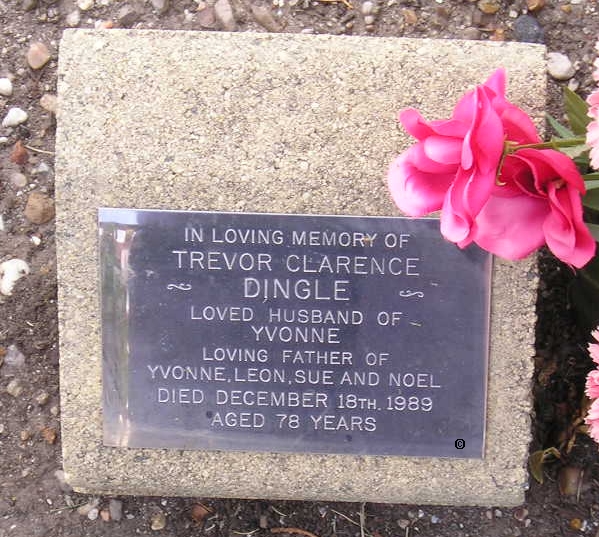 IN LOVING MEMORY OF
TREVOR CLARENCE
DINGLE
LOVED HUSBAND OF
YVONNE
LOVING FATHER OF
YVONNE, LEON, SUE AND NOEL
DIED DECEMBER 18TH. 1989
AGED 78 YEARS
©